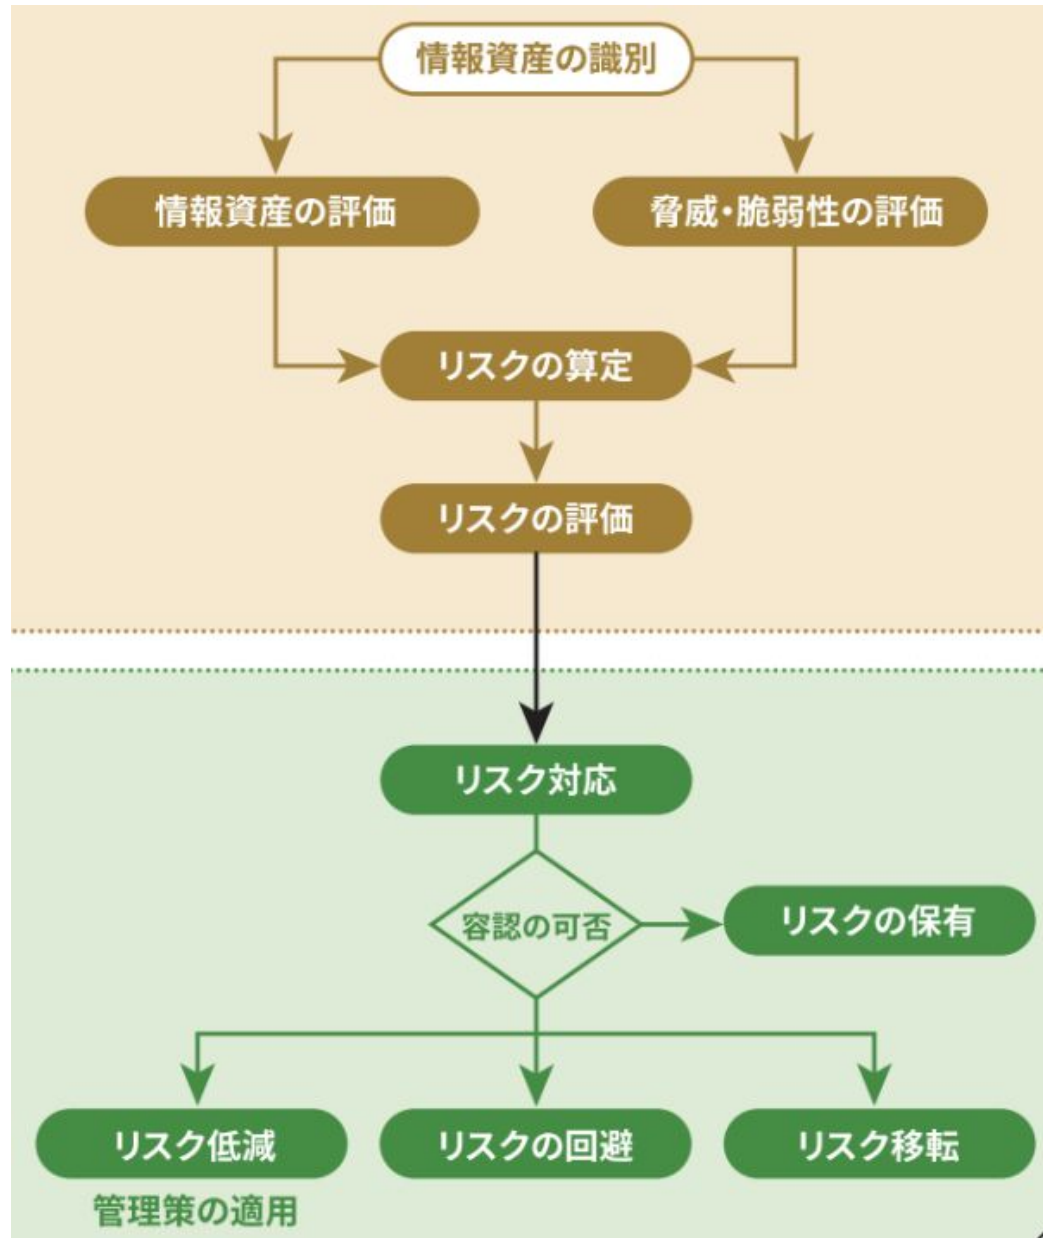 情報資産の識別
情報資産の評価
脅威・脆弱性の評価
リスクの算定
リスクの評価
リスク対応
容認の可否
リスクの保有
リスク低減
リスクの回避
リスク移転
管理策の適用